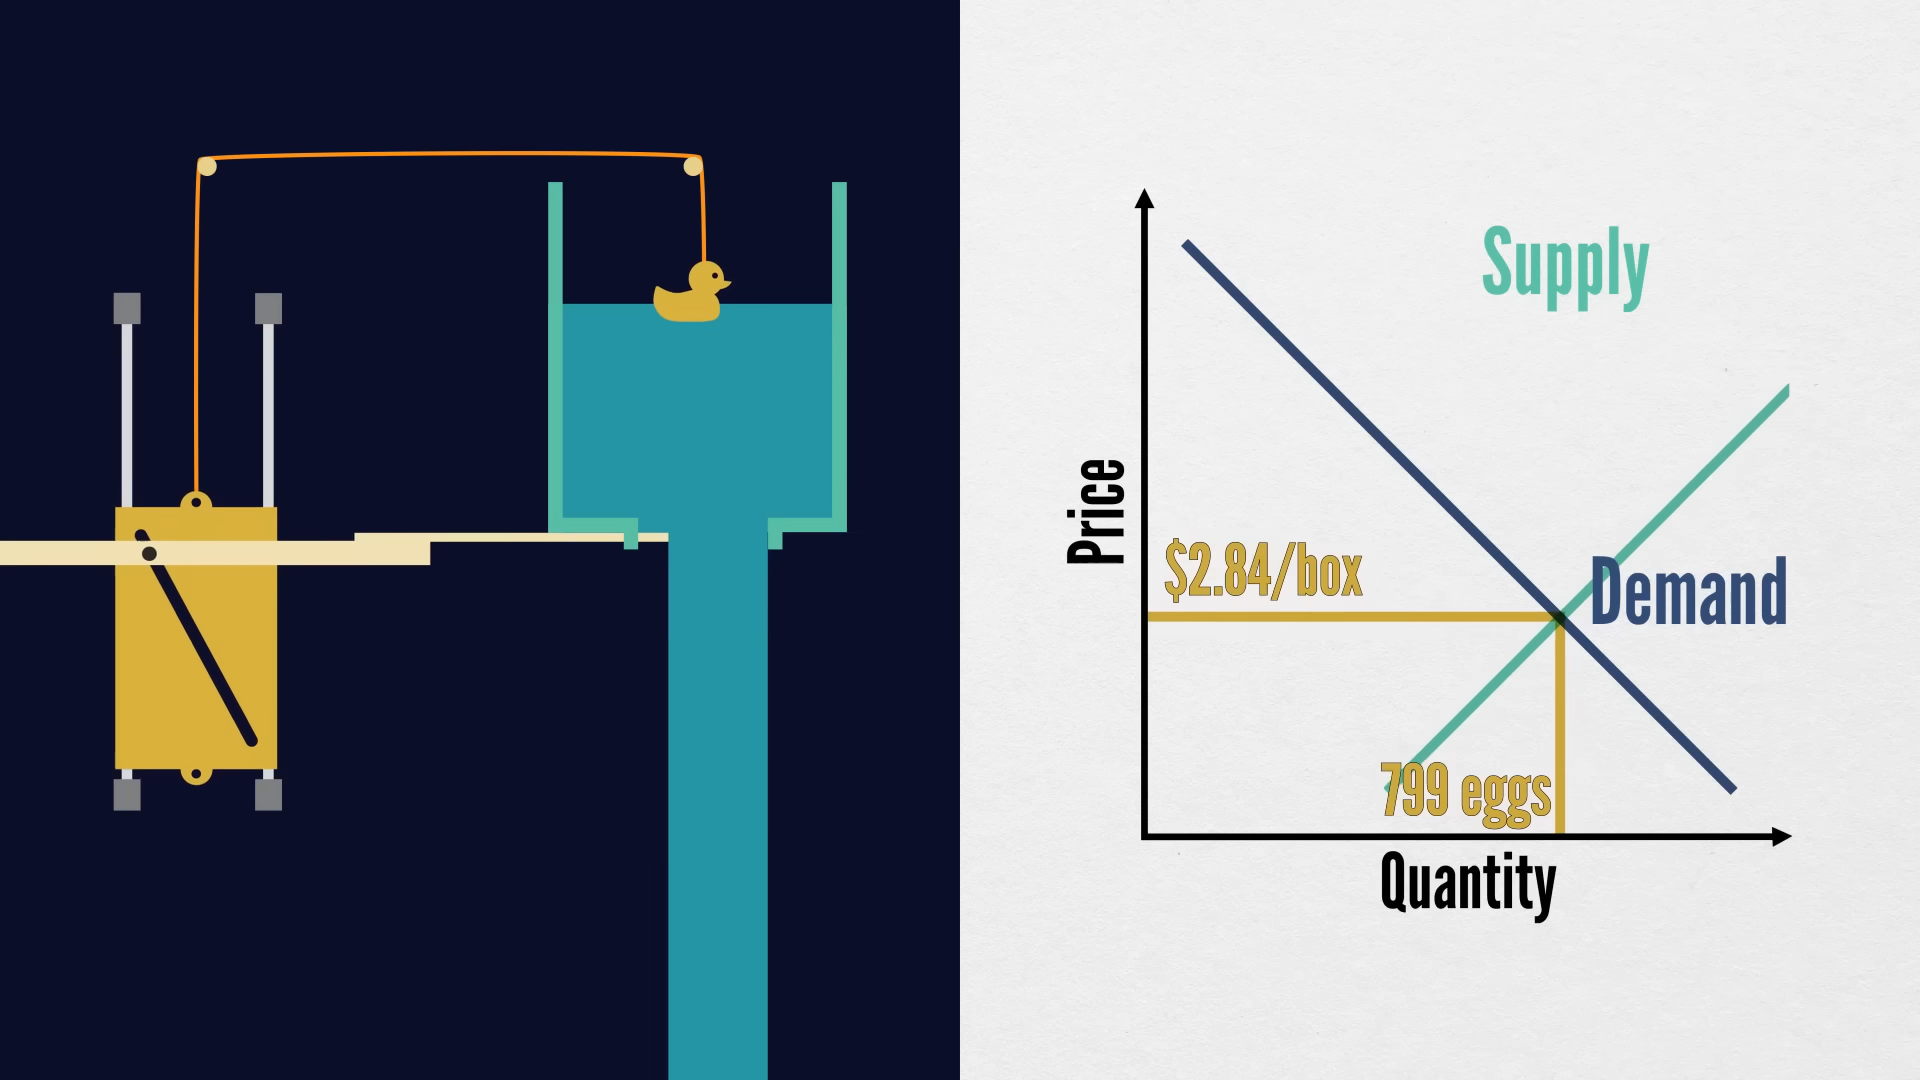 Supply
Price
$2.84/box
Demand
799 eggs
Quantity